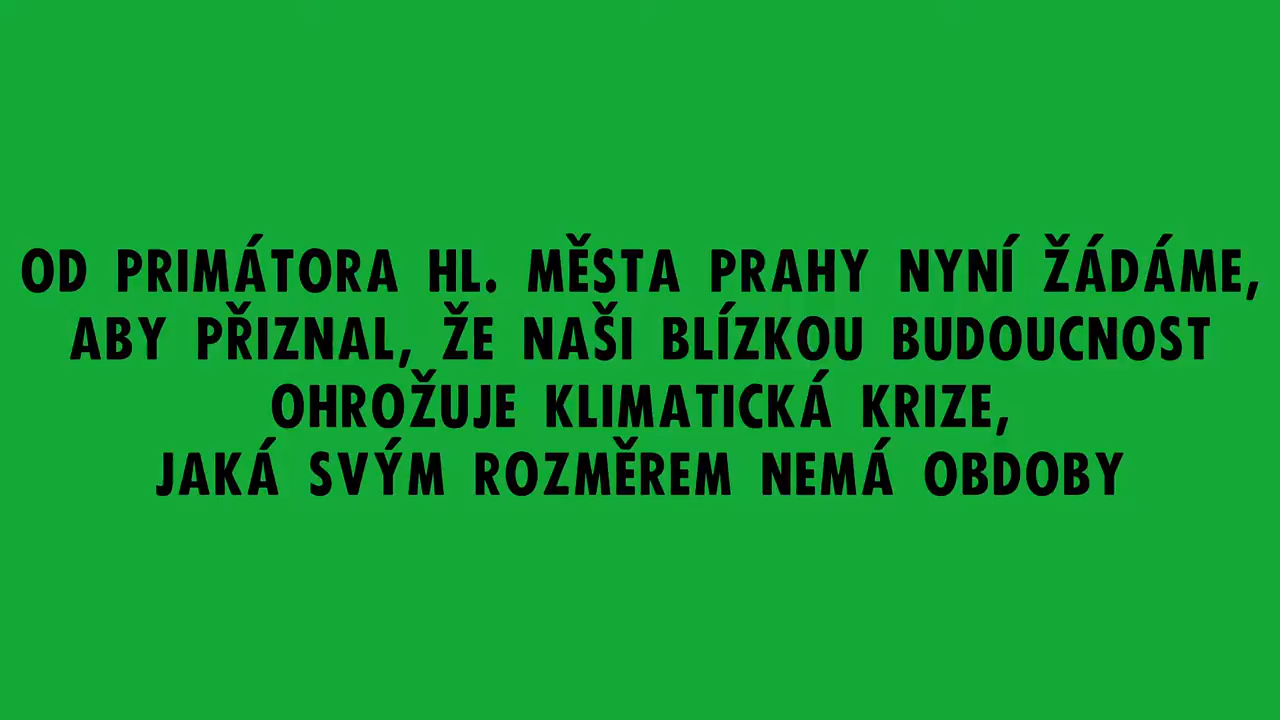 OD PRIMÁTORA HL. MĚSTA PRAHY NYNÍ ŽÁDÁME,
ABY PŘIZNAL, ŽE NAŠI BLÍZKOU BUDOUCNOST
OHROŽUJE KLIMATICKÁ KRIZE,
JAKÁ SVÝM ROZMĚREM NEMÁ OBDOBY